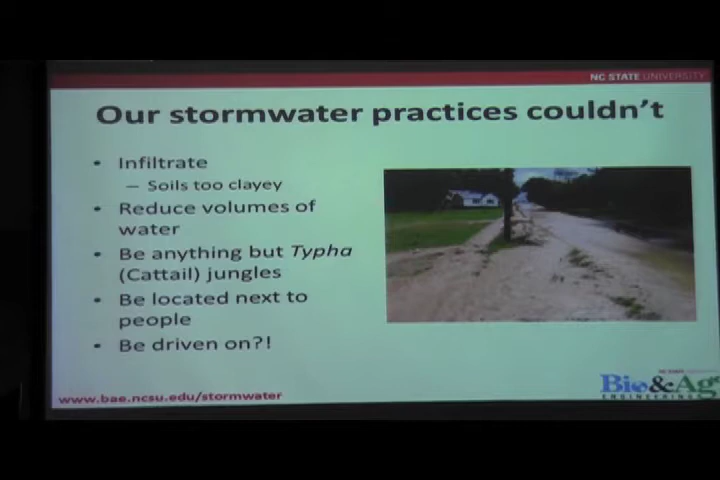 NC STATE UNIVERSITY
Our stormwater practices couldn't
• Infiltrate
– Soils too clayey
• Reduce volumes of
water
• Be anything but Typha
(Cattail) jungles
• Be located next to
people
• Be driven on?!
www.bae.ncsu.edu/stormwater
Bio&Ag
ENGINEERING